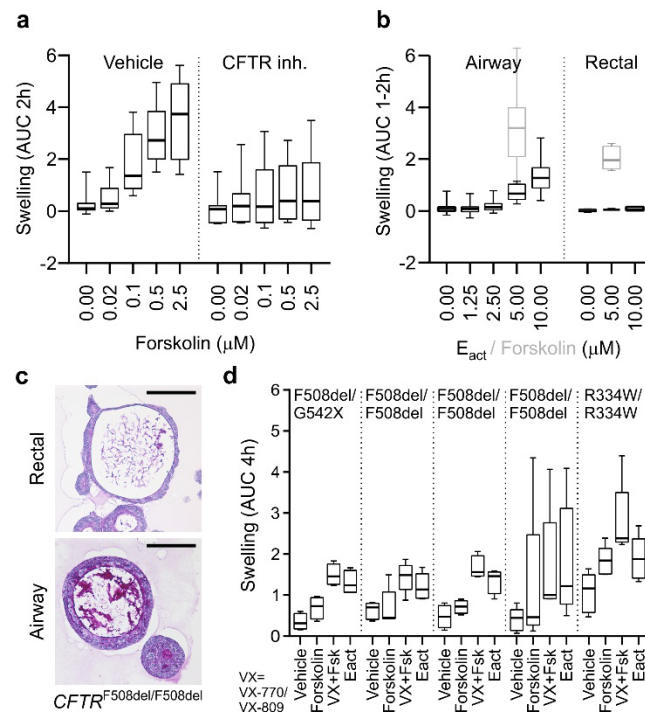 a
Vehicle CFTR inh.
Swelling (AUC 2h)
6
4
2
0
-2
0.00 0.02 0.1 0.5 2.5 0.00 0.02 0.1 0.5 2.5
Forskolin (μM)
b
Airway Rectal
Swelling (AUC 1-2h)
6
4
2
0
-2
0.00 1.25 2.50 5.00 10.00 0.00 5.00 10.00
Eact / Forskolin (μM)
c
Rectal
Airway
CFTRF508del/F508del
d
F508del/ F508del/ F508del/ F508del/ R334W/
G542X F508del F508del F508del R334W
Swelling (AUC 4h)
6
5
4
3
2
1
0
Vehicle Forskolin VX+Fsk Eact Vehicle Forskolin VX+Fsk Eact Vehicle Forskolin VX+Fsk Eact Vehicle Forskolin VX+Fsk Eact Vehicle Forskolin VX+Fsk Eact
VX=
VX-770/
VX-809